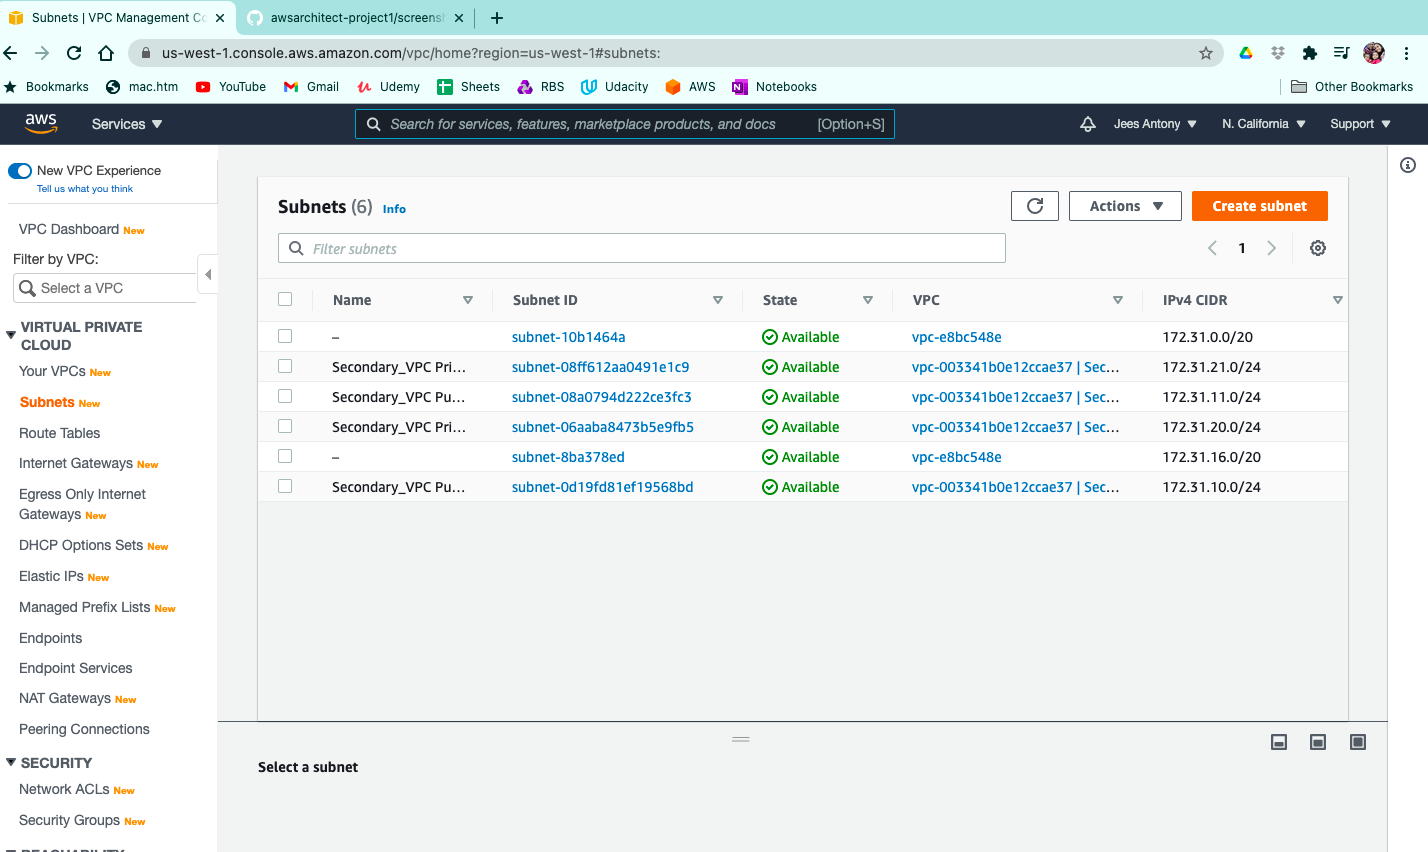 Subnets | VPC Management Co
awsarchitect-project1/screensh
us-west-1.console.aws.amazon.com/vpc/home?region=us-west-1#subnets:
Bookmarks mac.htm YouTube Gmail Udemy Sheets RBS Udacity AWS Notebooks Other Bookmarks
aws Services Search for services, features, marketplace products, and docs [Option+S] Jees Antony N. California Support
New VPC Experience
Tell us what you think
VPC Dashboard New
Filter by VPC:
Select a VPC
VIRTUAL PRIVATE
CLOUD
Your VPCs New
Subnets New
Route Tables
Internet Gateways New
Egress Only Internet
Gateways New
DHCP Options Sets New
Elastic IPs New
Managed Prefix Lists New
Endpoints
Endpoint Services
NAT Gateways New
Peering Connections
SECURITY
Network ACLs New
Security Groups New
REACHABILITY
Subnets (6) Info
Actions
Create subnet
Filter subnets
1
Name Subnet ID State VPC IPv4 CIDR
– subnet-10b1464a Available vpc-e8bc548e 172.31.0.0/20
Secondary_VPC Pri... subnet-08ff612aa0491e1c9 Available vpc-003341b0e12ccae37 | Sec... 172.31.21.0/24
Secondary_VPC Pu... subnet-08a0794d222ce3fc3 Available vpc-003341b0e12ccae37 | Sec... 172.31.11.0/24
Secondary_VPC Pri... subnet-06aaba8473b5e9fb5 Available vpc-003341b0e12ccae37 | Sec... 172.31.20.0/24
– subnet-8ba378ed Available vpc-e8bc548e 172.31.16.0/20
Secondary_VPC Pu... subnet-0d19fd81ef19568bd Available vpc-003341b0e12ccae37 | Sec... 172.31.10.0/24
Select a subnet